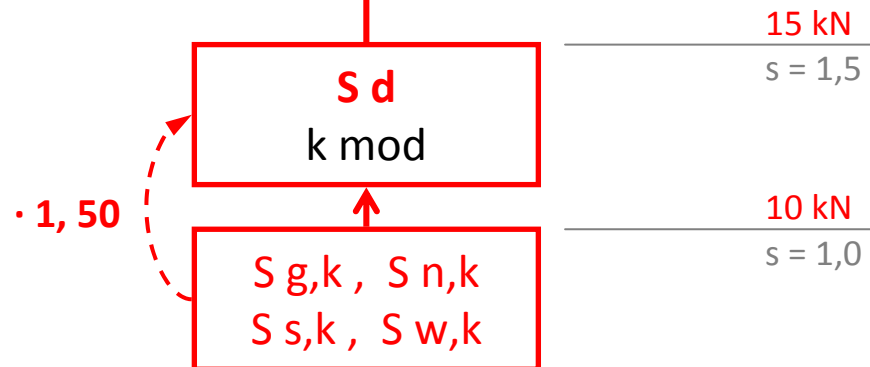 15 kN
s = 1,5
S d
k mod
· 1, 50
10 kN
s = 1,0
S g,k , S n,k
S s,k , S w,k